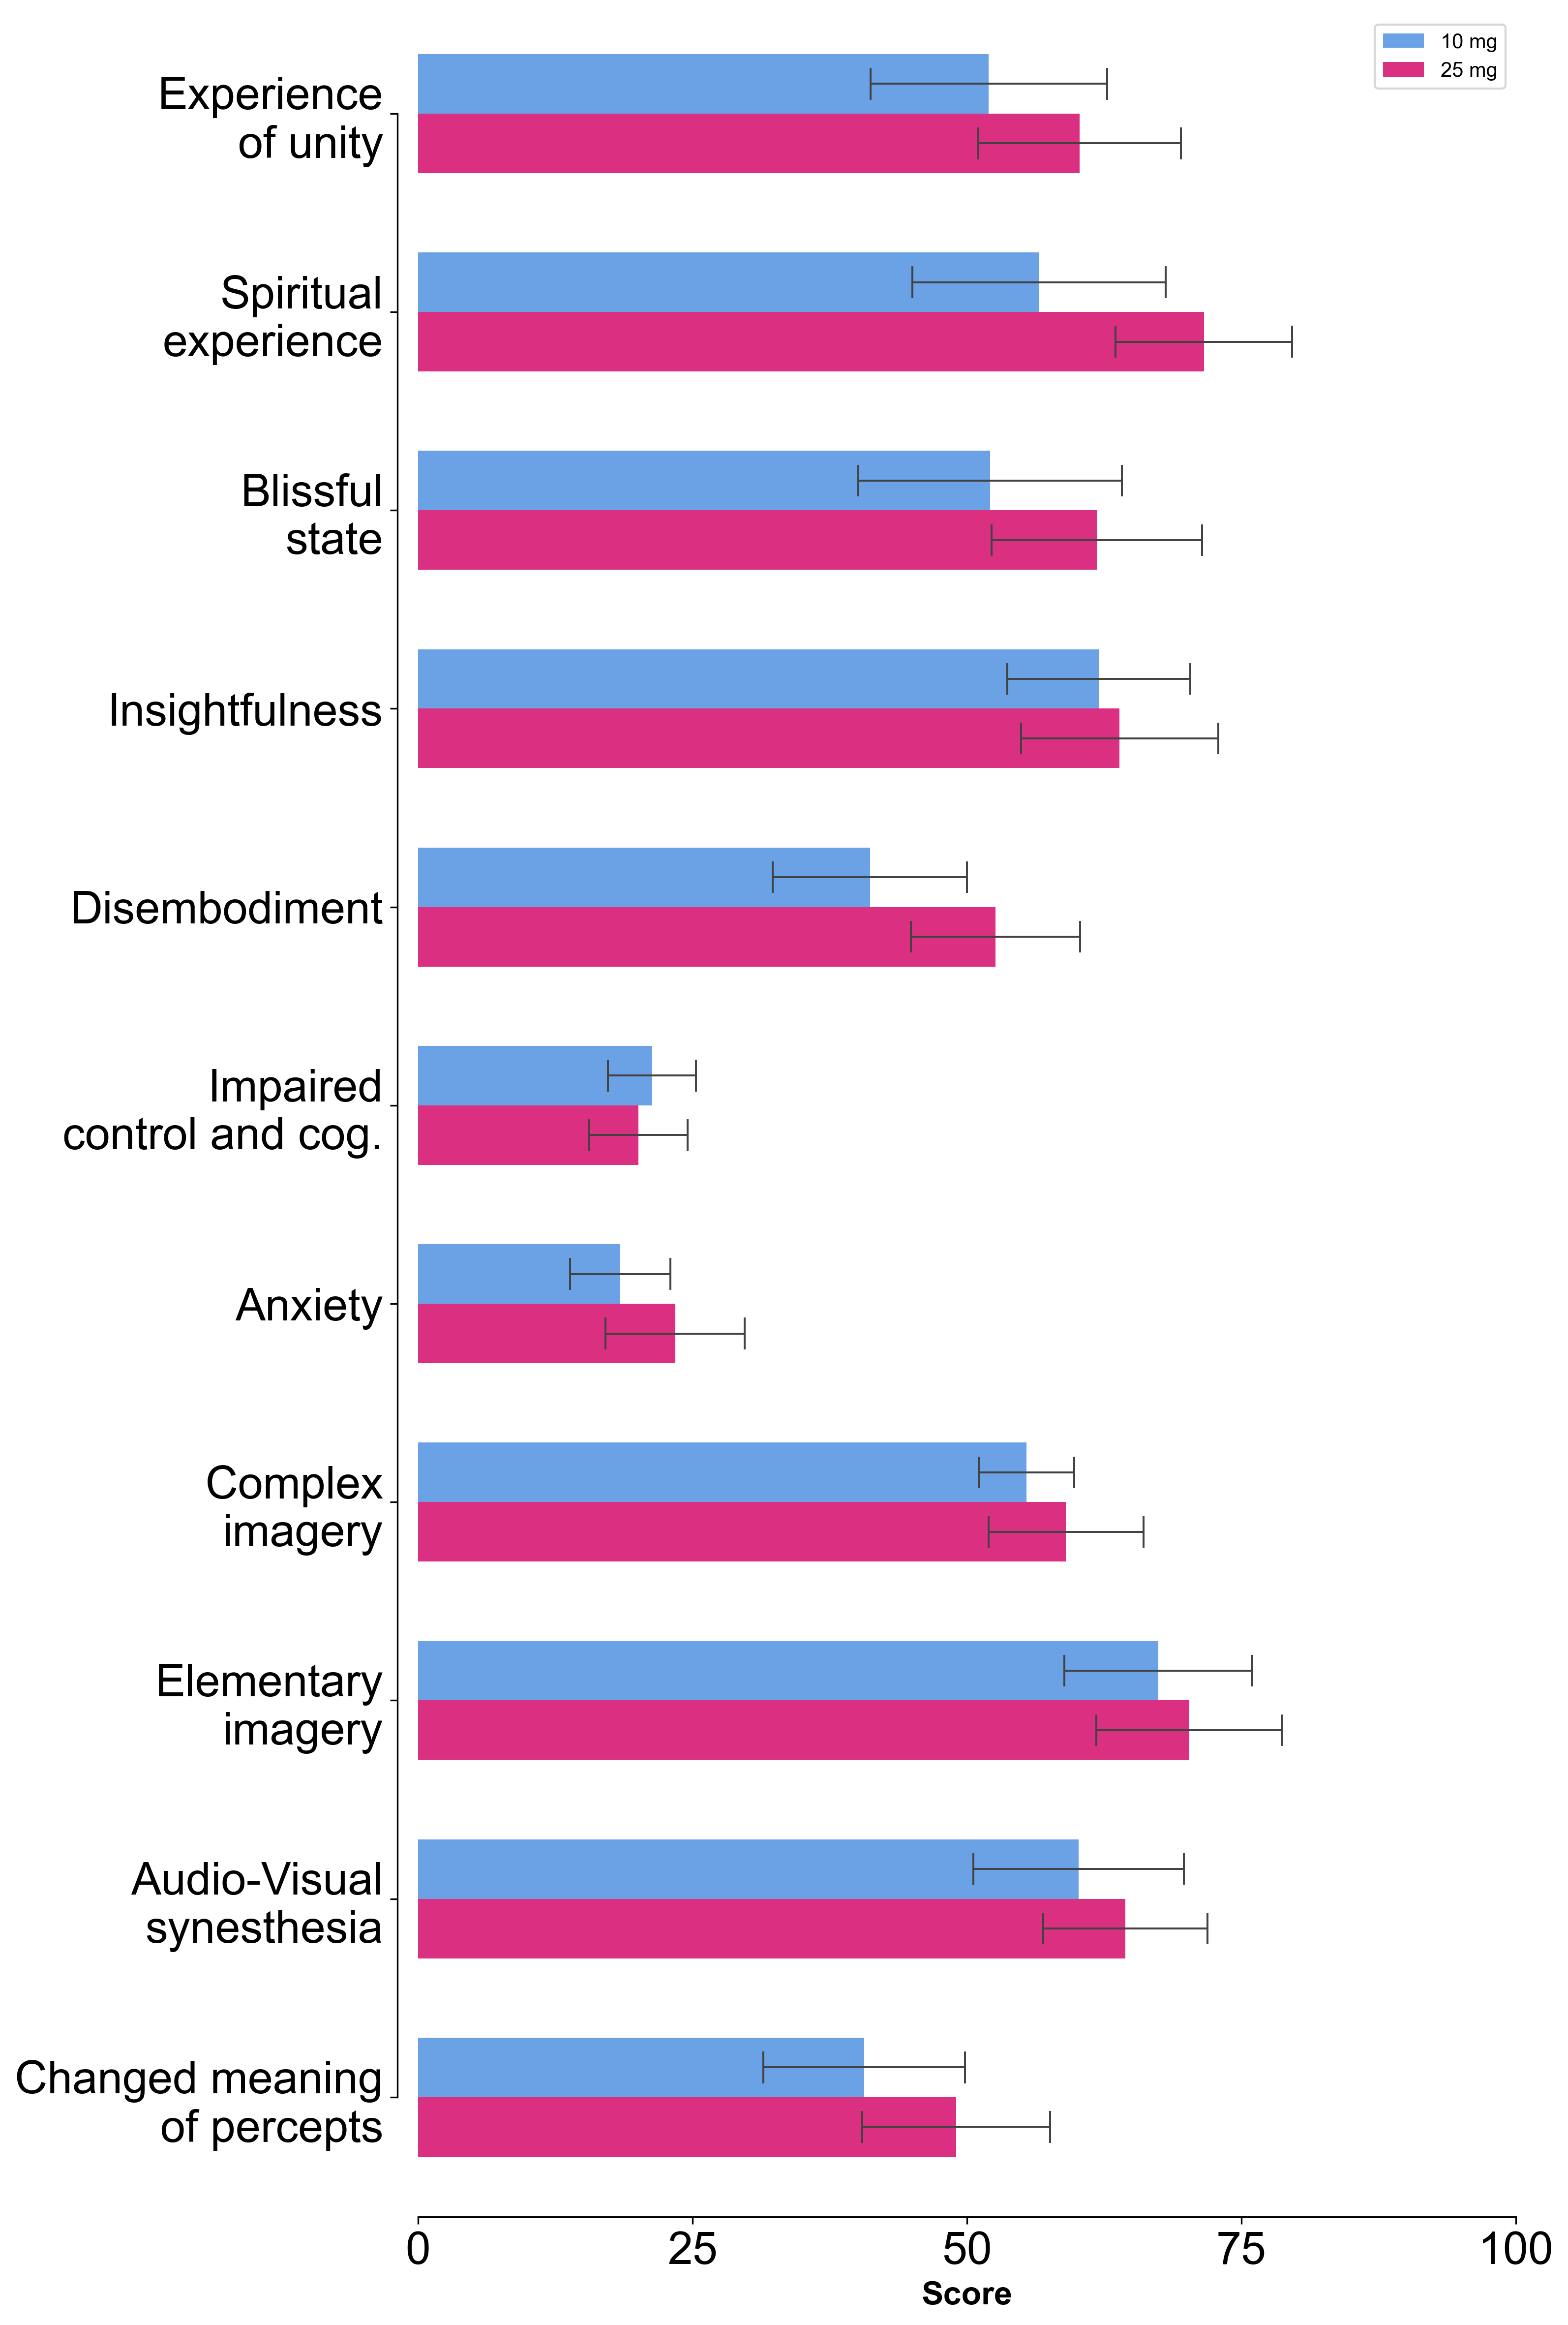 10 mg
25 mg
Experience
of unity
Spiritual
experience
Blissful
state
Insightfulness
Disembodiment
Impaired
control and cog.
Anxiety
Complex
imagery
Elementary
imagery
Audio-Visual
synesthesia
Changed meaning
of percepts
0 25 50 75 100
Score